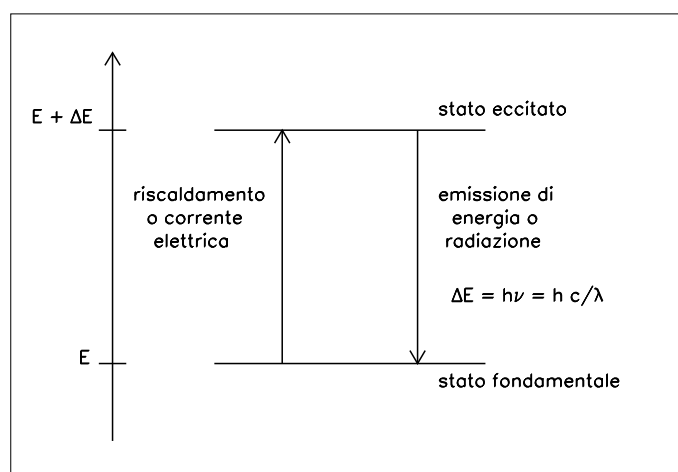 stato eccitato
E + ΔE
riscaldamento
o corrente
elettrica
emissione di
energia o
radiazione
ΔE = hν = h c/λ
E
stato fondamentale